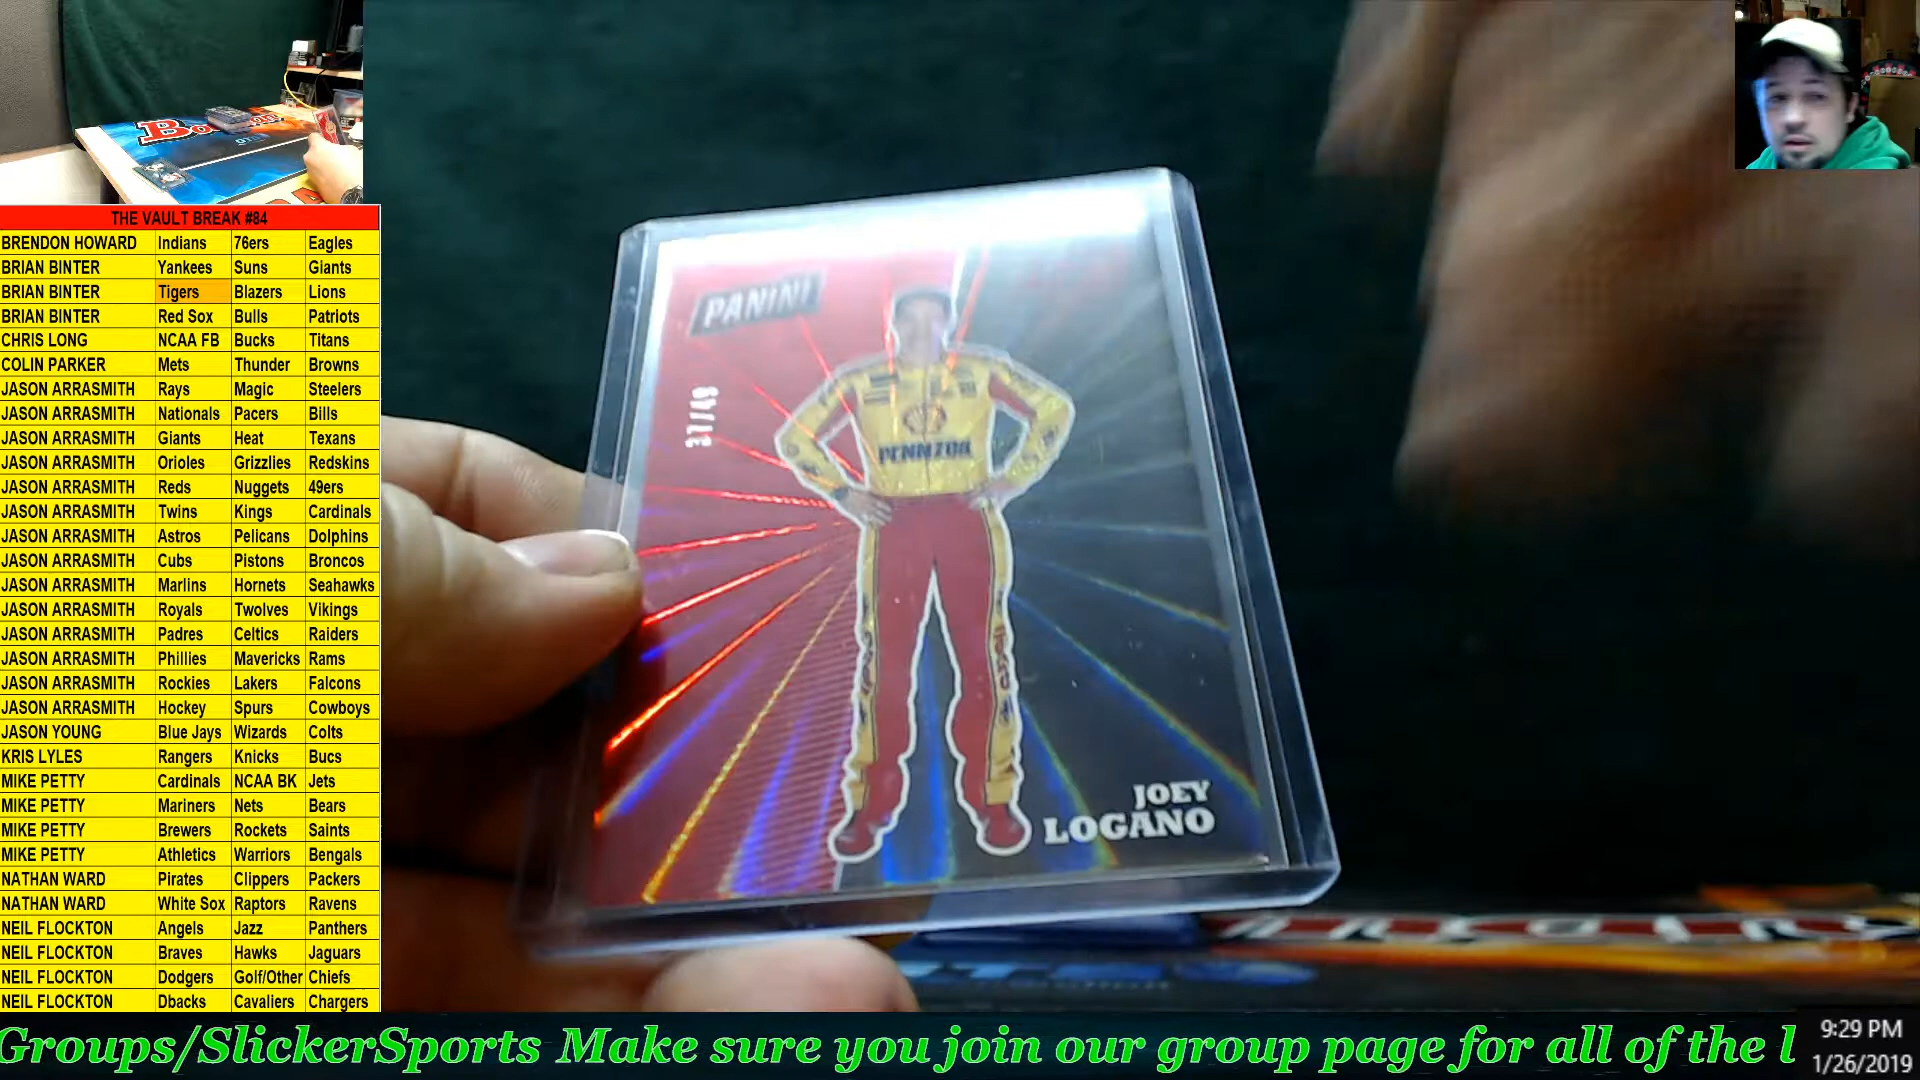 THE VAULT BREAK #84
BRENDON HOWARD Indians 76ers Eagles
BRIAN BINTER Yankees Suns Giants
BRIAN BINTER Tigers Blazers Lions
BRIAN BINTER Red Sox Bulls Patriots
CHRIS LONG NCAA FB Bucks Titans
COLIN PARKER Mets Thunder Browns
JASON ARRASMITH Rays Magic Steelers
JASON ARRASMITH Nationals Pacers Bills
JASON ARRASMITH Giants Heat Texans
JASON ARRASMITH Orioles Grizzlies Redskins
JASON ARRASMITH Reds Nuggets 49ers
JASON ARRASMITH Twins Kings Cardinals
JASON ARRASMITH Astros Pelicans Dolphins
JASON ARRASMITH Cubs Pistons Broncos
JASON ARRASMITH Marlins Hornets Seahawks
JASON ARRASMITH Royals Twolves Vikings
JASON ARRASMITH Padres Celtics Raiders
JASON ARRASMITH Phillies Mavericks Rams
JASON ARRASMITH Rockies Lakers Falcons
JASON ARRASMITH Hockey Spurs Cowboys
JASON YOUNG Blue Jays Wizards Colts
KRIS LYLES Rangers Knicks Bucs
MIKE PETTY Cardinals NCAA BK Jets
MIKE PETTY Mariners Nets Bears
MIKE PETTY Brewers Rockets Saints
MIKE PETTY Athletics Warriors Bengals
NATHAN WARD Pirates Clippers Packers
NATHAN WARD White Sox Raptors Ravens
NEIL FLOCKTON Angels Jazz Panthers
NEIL FLOCKTON Braves Hawks Jaguars
NEIL FLOCKTON Dodgers Golf/Other Chiefs
NEIL FLOCKTON Dbacks Cavaliers Chargers
PANINI
37/49
PENNZOIL
JOEY
LOGANO
Groups/SlickerSports Make sure you join our group page for all of the l
9:29 PM
1/26/2019